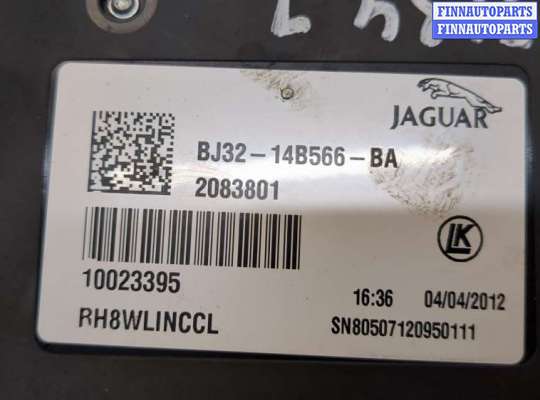 FINNAUTOPARTS
FINNAUTOPARTS
JAGUAR
BJ32-14B566-BA
2083801
LK
10023395
16:36 04/04/2012
RH8WLINCCL
SN80507120950111